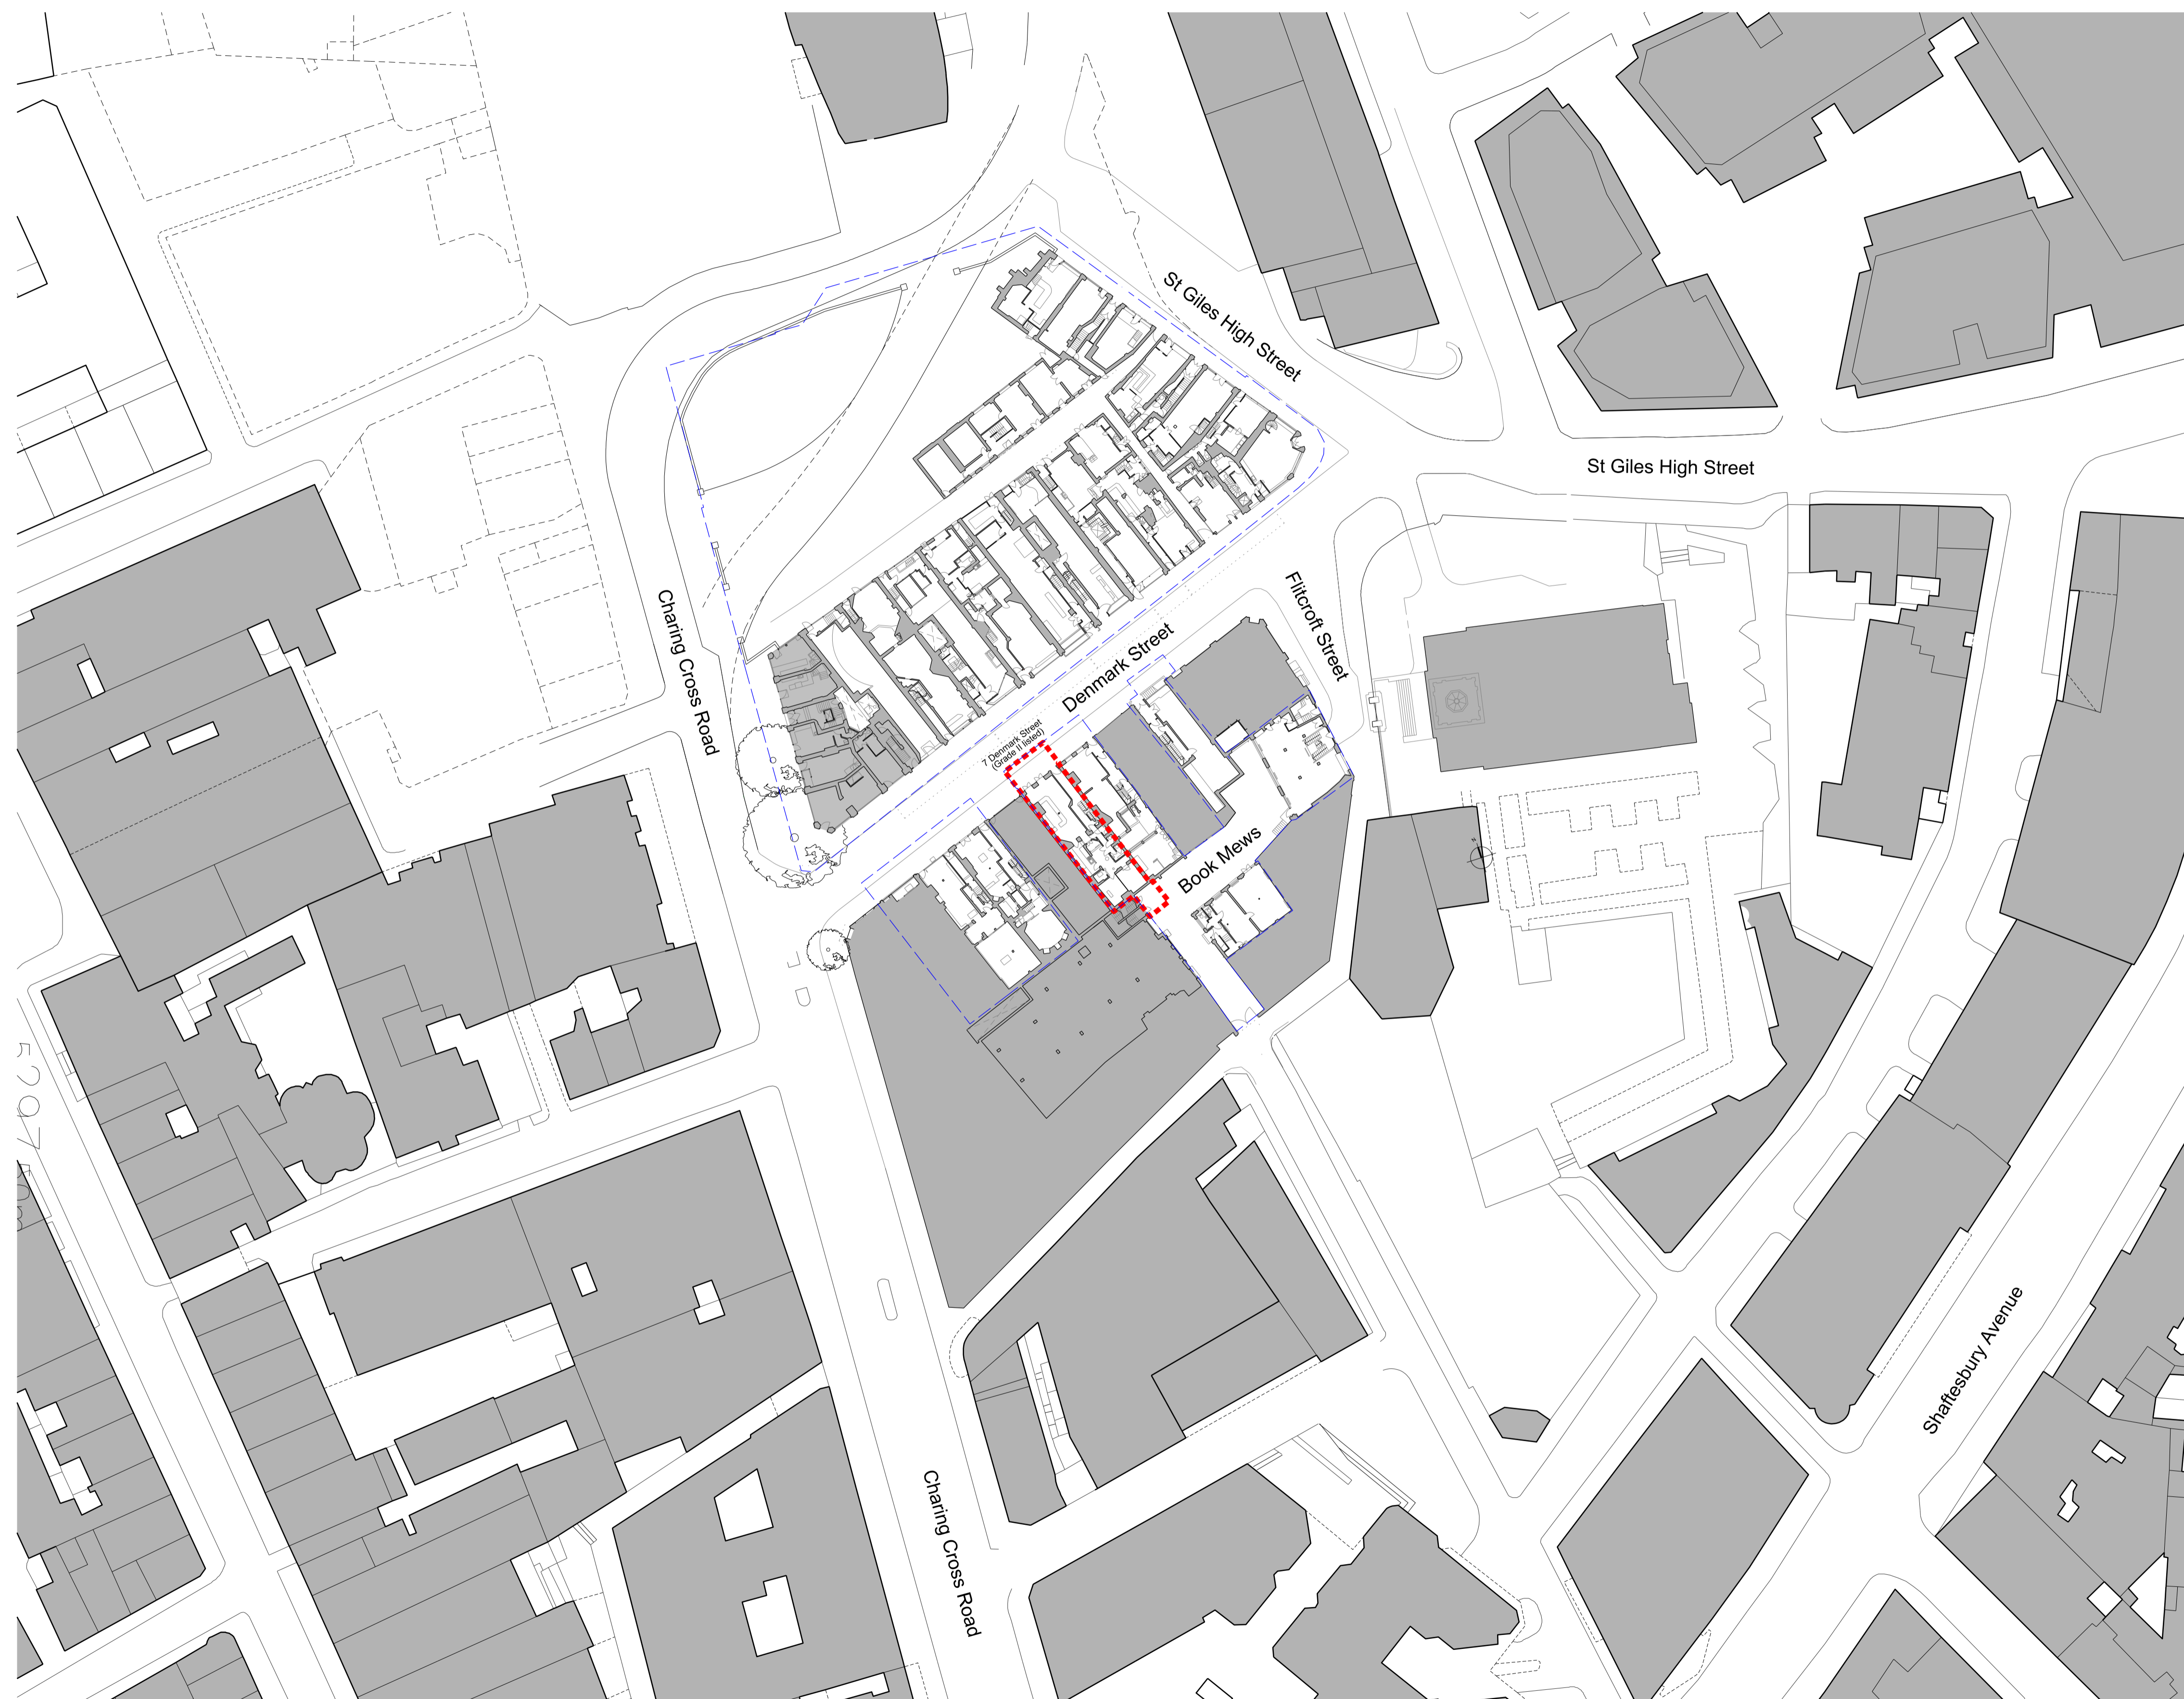 St Giles High Street
St Giles High Street
Flitcroft Street
Charing Cross Road
Denmark Street
7 Denmark Street
(Grade II listed)
Book Mews
Shaftesbury Avenue
Charing Cross Road